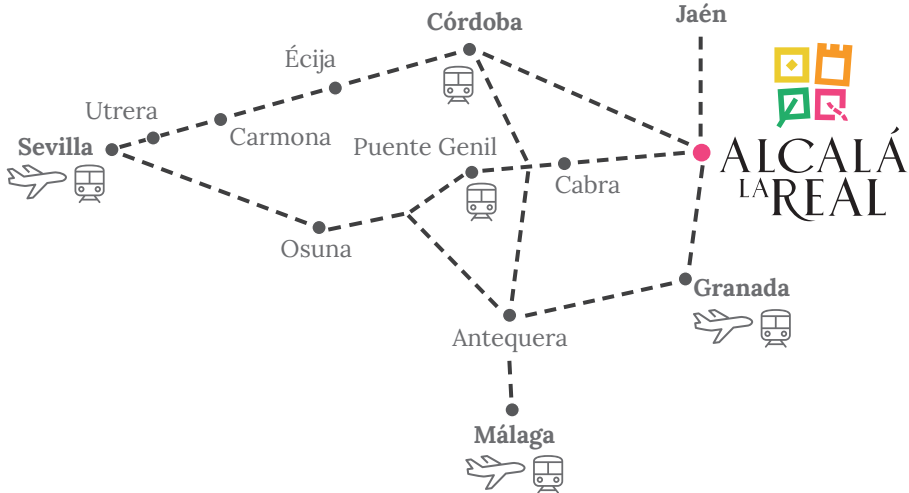 Jaén
Córdoba
Écija
Utrera
Carmona
Sevilla
Puente Genil
Cabra
ALCALÁ
LA REAL
Osuna
Granada
Antequera
Málaga